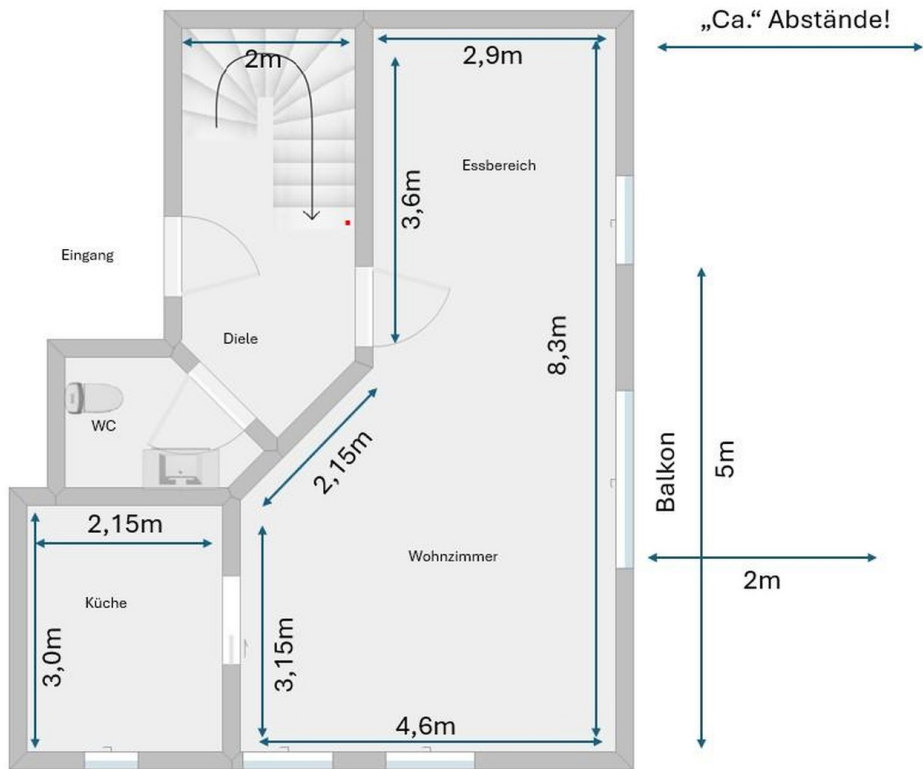 „Ca.“ Abstände!
2m
2,9m
Essbereich
3,6m
Eingang
Diele
8,3m
WC
2,15m
Balkon
5m
2,15m
Wohnzimmer
2m
Küche
3,0m
3,15m
4,6m